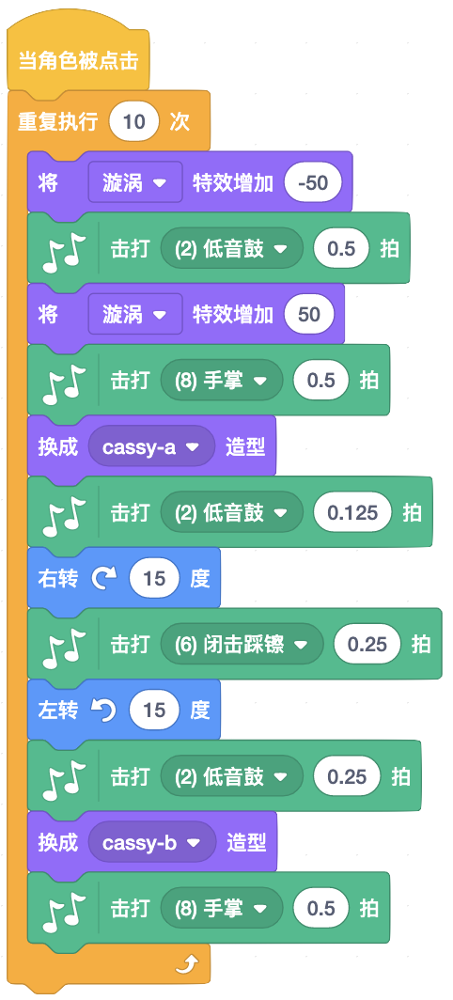 当角色被点击
重复执行 10 次
将 漩涡 特效增加 -50
击打 (2) 低音鼓 0.5 拍
将 漩涡 特效增加 50
击打 (8) 手掌 0.5 拍
换成 cassy-a 造型
击打 (2) 低音鼓 0.125 拍
右转 15 度
击打 (6) 闭击踩镲 0.25 拍
左转 15 度
击打 (2) 低音鼓 0.25 拍
换成 cassy-b 造型
击打 (8) 手掌 0.5 拍